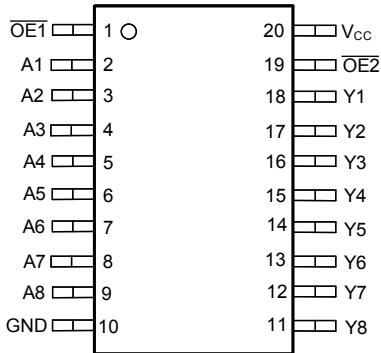 O̅E̅1̅ 1 20 VCC
A1 2 19 O̅E̅2̅
A2 3 18 Y1
A3 4 17 Y2
A4 5 16 Y3
A5 6 15 Y4
A6 7 14 Y5
A7 8 13 Y6
A8 9 12 Y7
GND 10 11 Y8